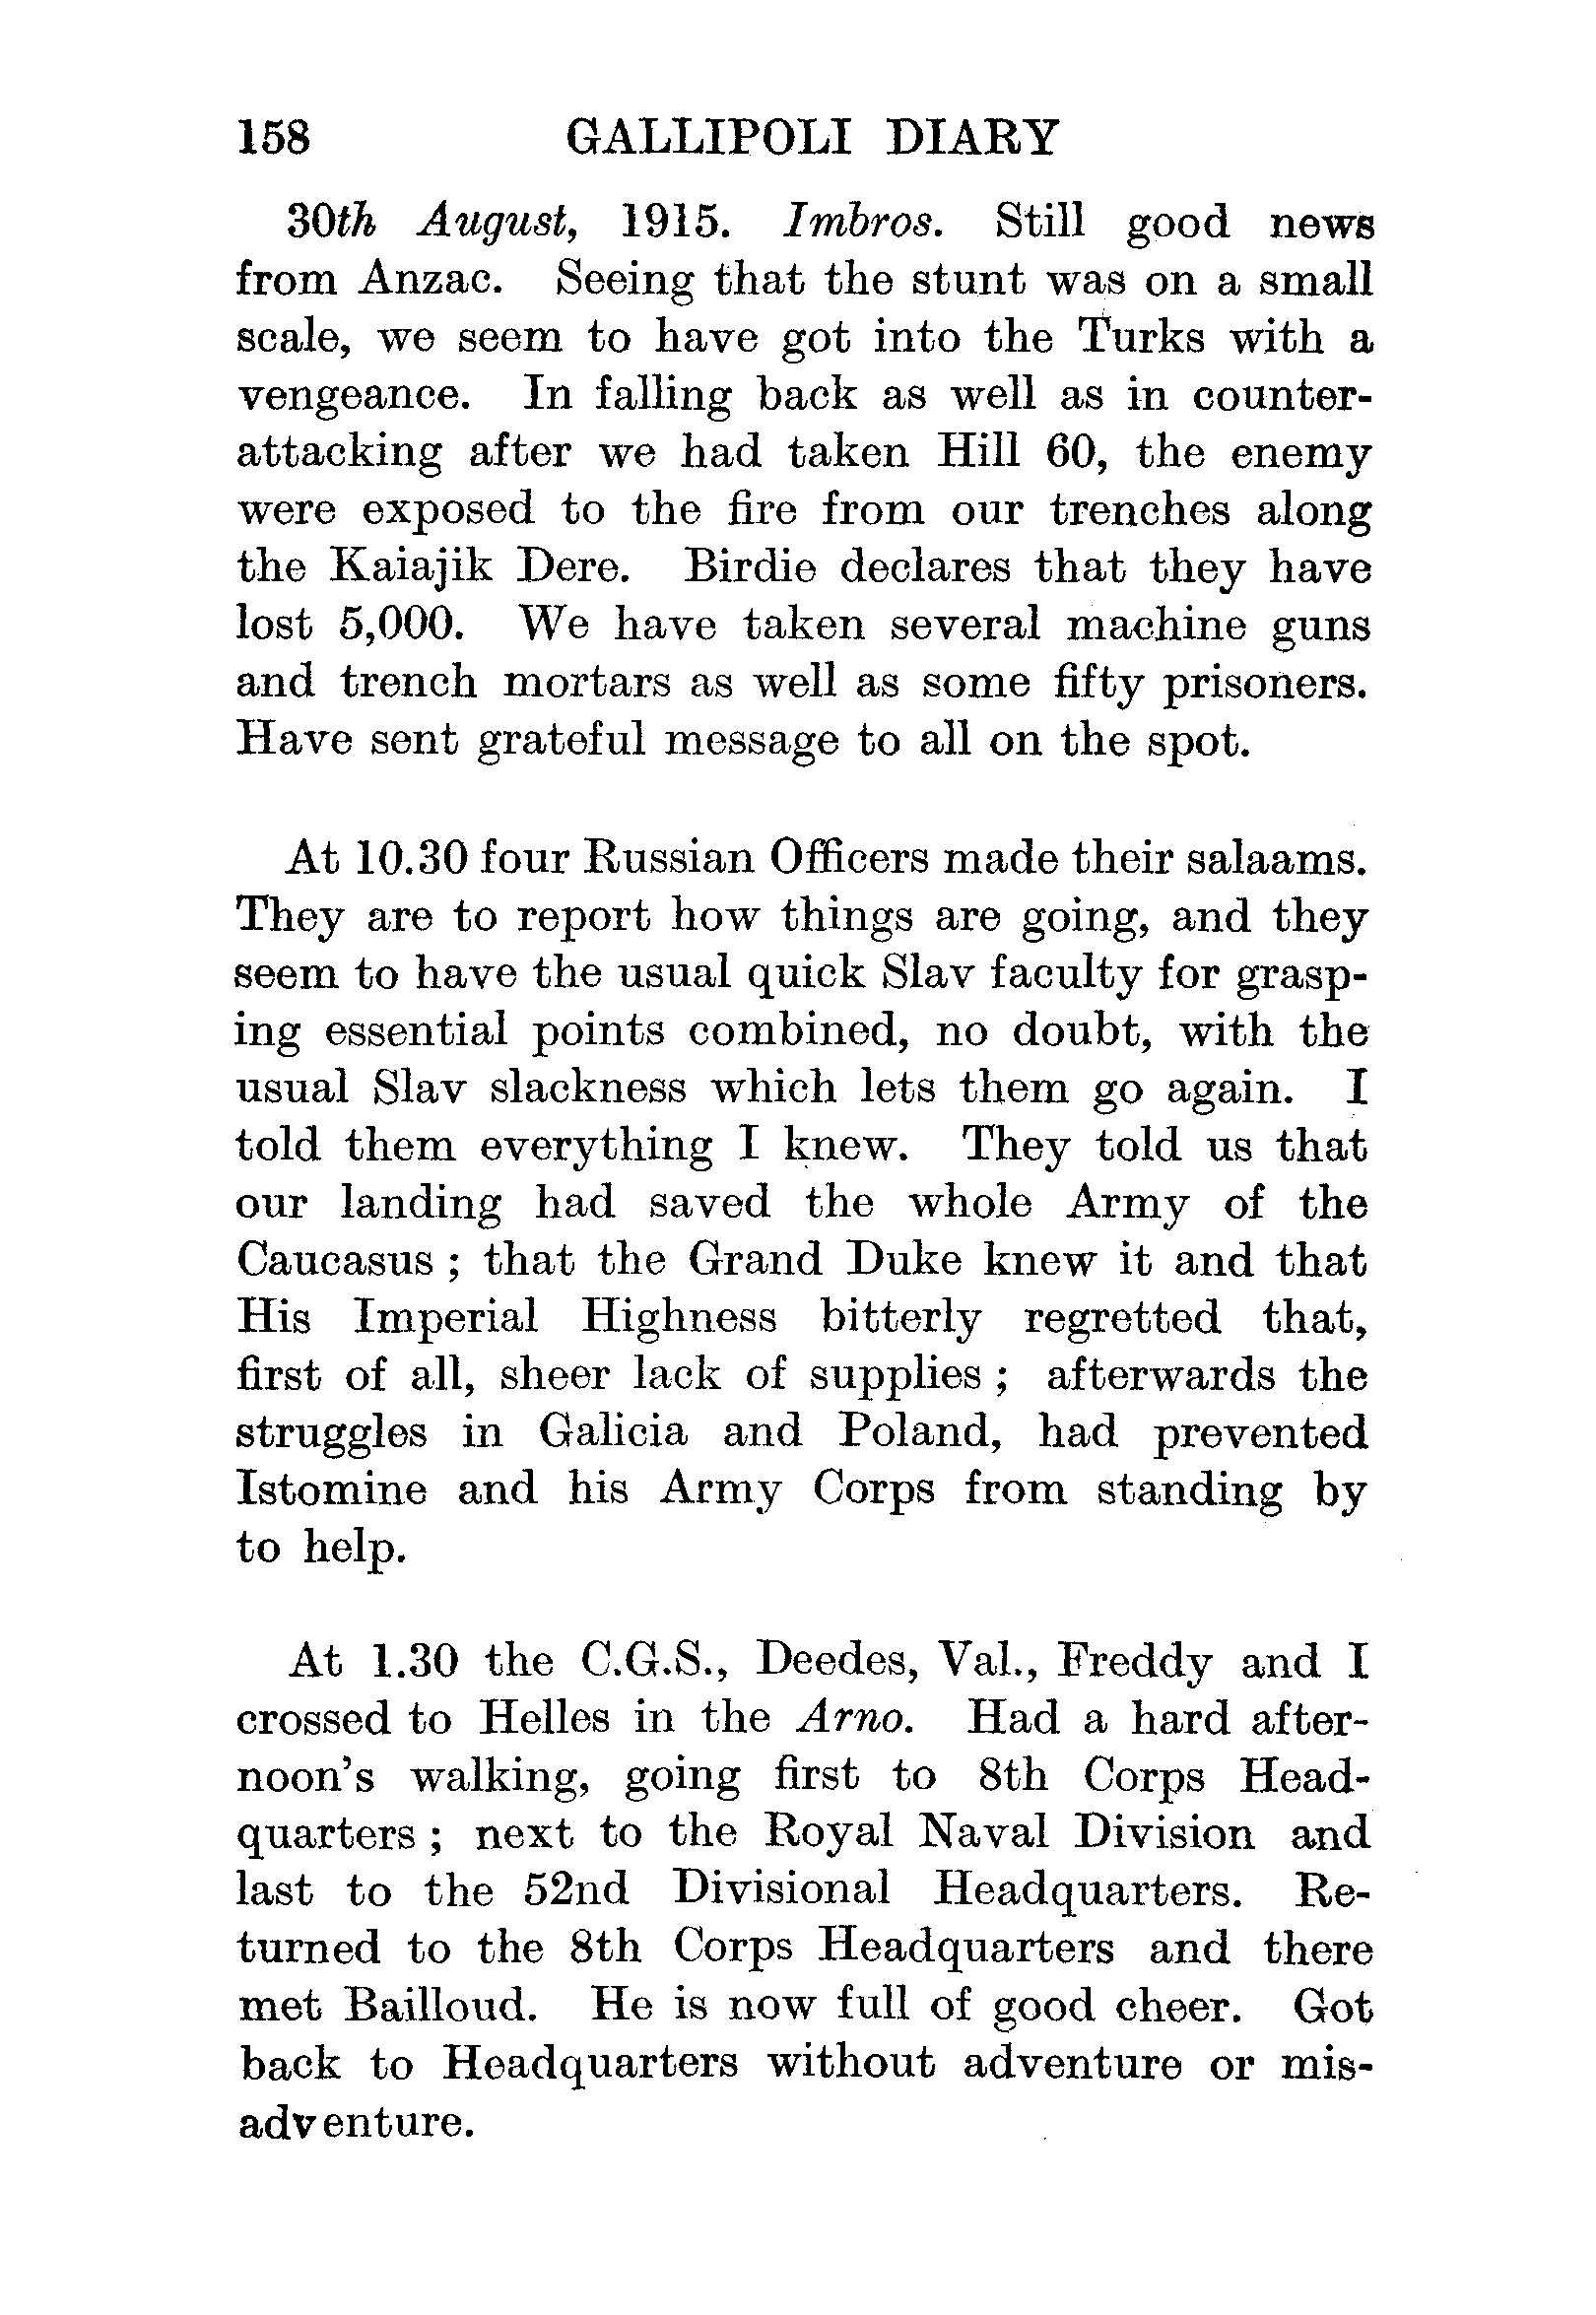 158 GALLIPOLI DIARY
30th August, 1915. Imbros. Still good news
from Anzac. Seeing that the stunt was on a small
scale, we seem to have got into the Turks with a
vengeance. In falling back as well as in counter-
attacking after we had taken Hill 60, the enemy
were exposed to the fire from our trenches along
the Kaiajik Dere. Birdie declares that they have
lost 5,000. We have taken several machine guns
and trench mortars as well as some fifty prisoners.
Have sent grateful message to all on the spot.
At 10.30 four Russian Officers made their salaams.
They are to report how things are going, and they
seem to have the usual quick Slav faculty for grasp-
ing essential points combined, no doubt, with the
usual Slav slackness which lets them go again. I
told them everything I knew. They told us that
our landing had saved the whole Army of the
Caucasus ; that the Grand Duke knew it and that
His Imperial Highness bitterly regretted that,
first of all, sheer lack of supplies ; afterwards the
struggles in Galicia and Poland, had prevented
Istomine and his Army Corps from standing by
to help.
At 1.30 the C.G.S., Deedes, Val., Freddy and I
crossed to Helles in the Arno. Had a hard after-
noon's walking, going first to 8th Corps Head-
quarters ; next to the Royal Naval Division and
last to the 52nd Divisional Headquarters. Re-
turned to the 8th Corps Headquarters and there
met Bailloud. He is now full of good cheer. Got
back to Headquarters without adventure or mis-
adventure.